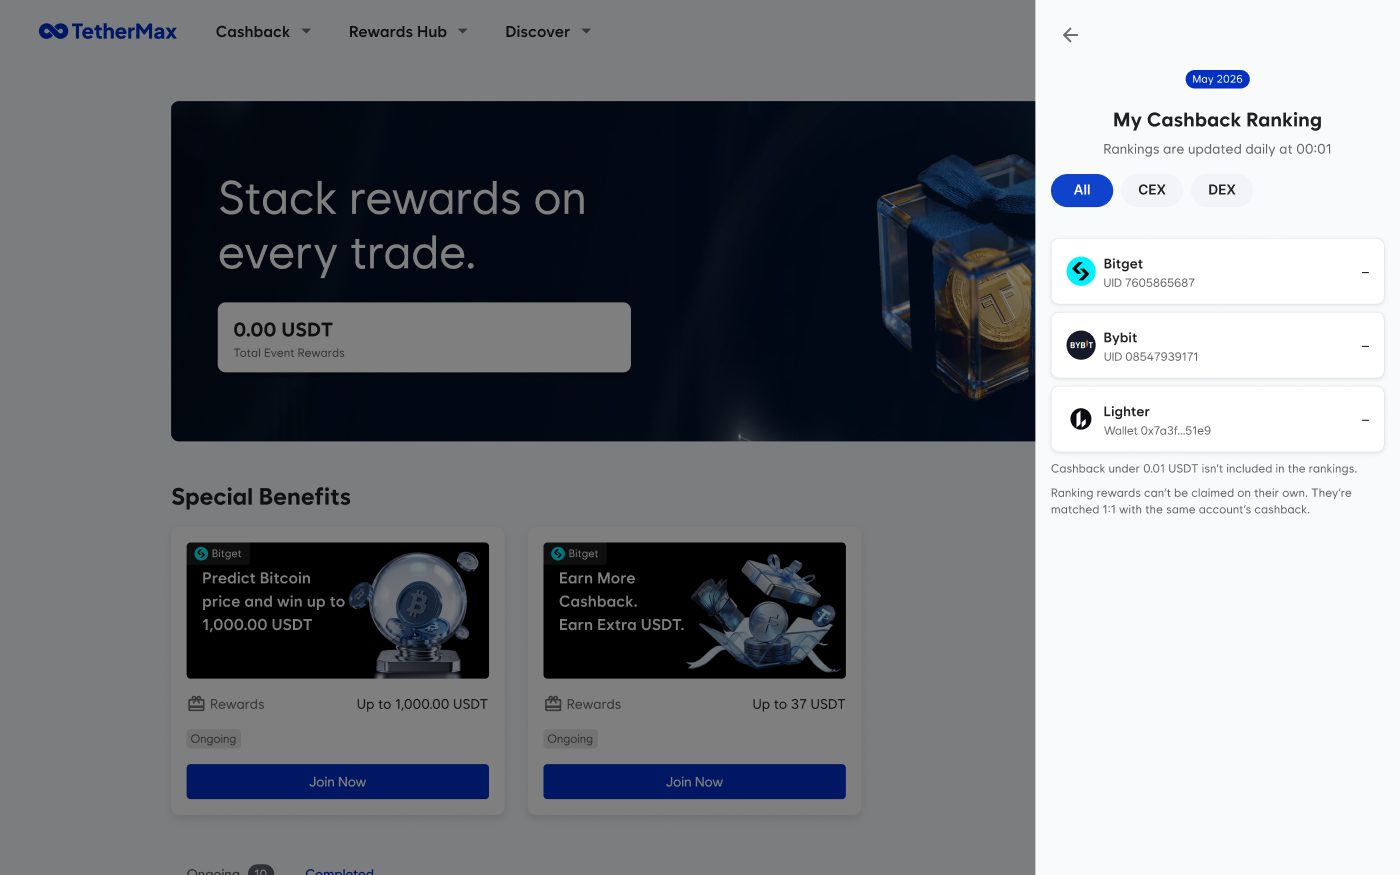 TetherMax
Cashback
Rewards Hub
Discover
Stack rewards on
every trade.
0.00 USDT
Total Event Rewards
Special Benefits
Bitget
Predict Bitcoin
price and win up to
1,000.00 USDT
Rewards
Up to 1,000.00 USDT
Ongoing
Join Now
Bitget
Earn More
Cashback.
Earn Extra USDT.
Rewards
Up to 37 USDT
Ongoing
Join Now
Ongoing
10
Completed
May 2026
My Cashback Ranking
Rankings are updated daily at 00:01
All
CEX
DEX
Bitget
UID 7605865687
–
BYBIT
Bybit
UID 08547939171
–
Lighter
Wallet 0x7a3f...51e9
–
Cashback under 0.01 USDT isn’t included in the rankings.
Ranking rewards can’t be claimed on their own. They’re
matched 1:1 with the same account’s cashback.